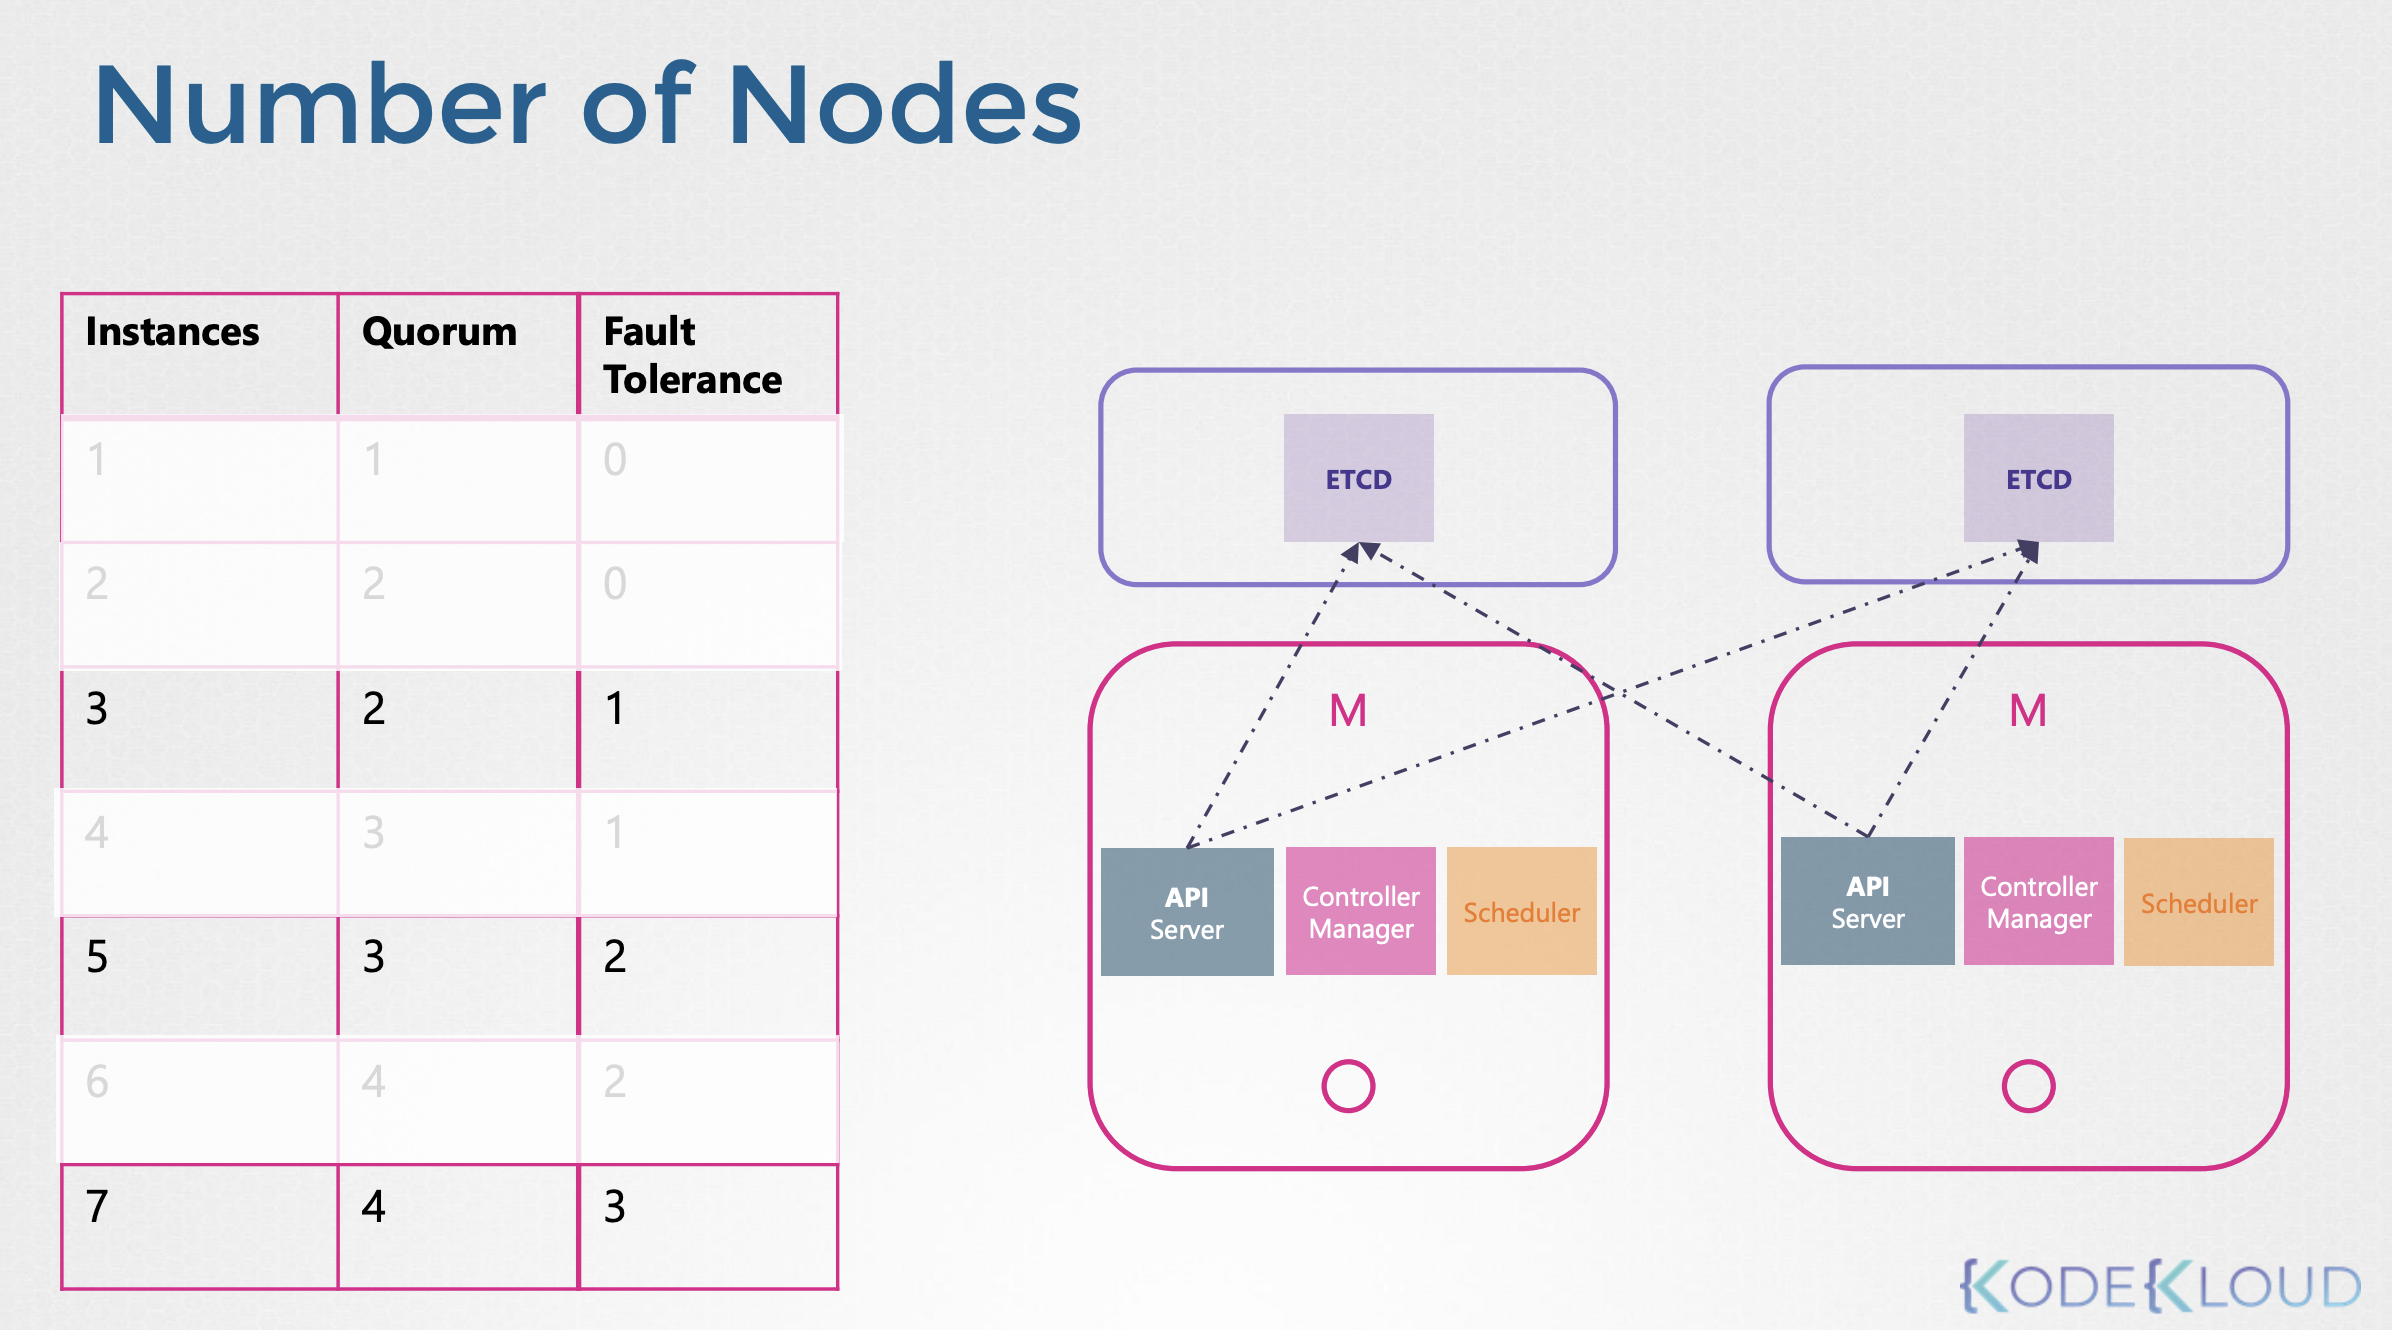 Number of Nodes
Instances Quorum Fault
Tolerance
1 1 0
2 2 0
3 2 1
4 3 1
5 3 2
6 4 2
7 4 3
ETCD
ETCD
M
M
API
Server
Controller
Manager
Scheduler
API
Server
Controller
Manager
Scheduler
{KODE{KLOUD